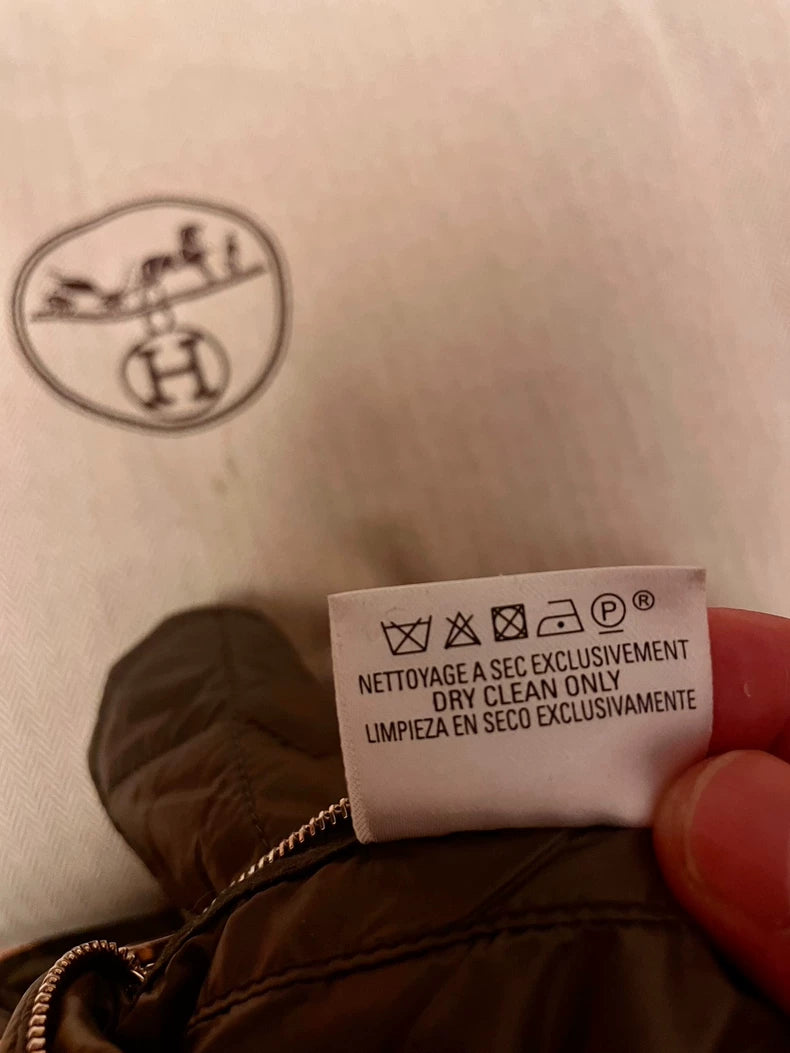 H
P ®
NETTOYAGE A SEC EXCLUSIVEMENT
DRY CLEAN ONLY
LIMPIEZA EN SECO EXCLUSIVAMENTE